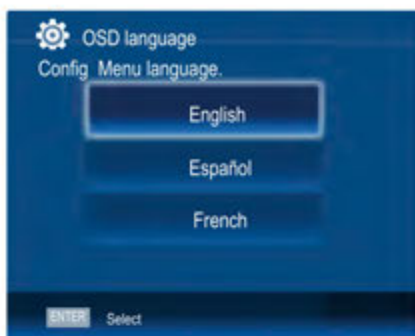 OSD language
Config Menu language.
English
Español
French
ENTER Select